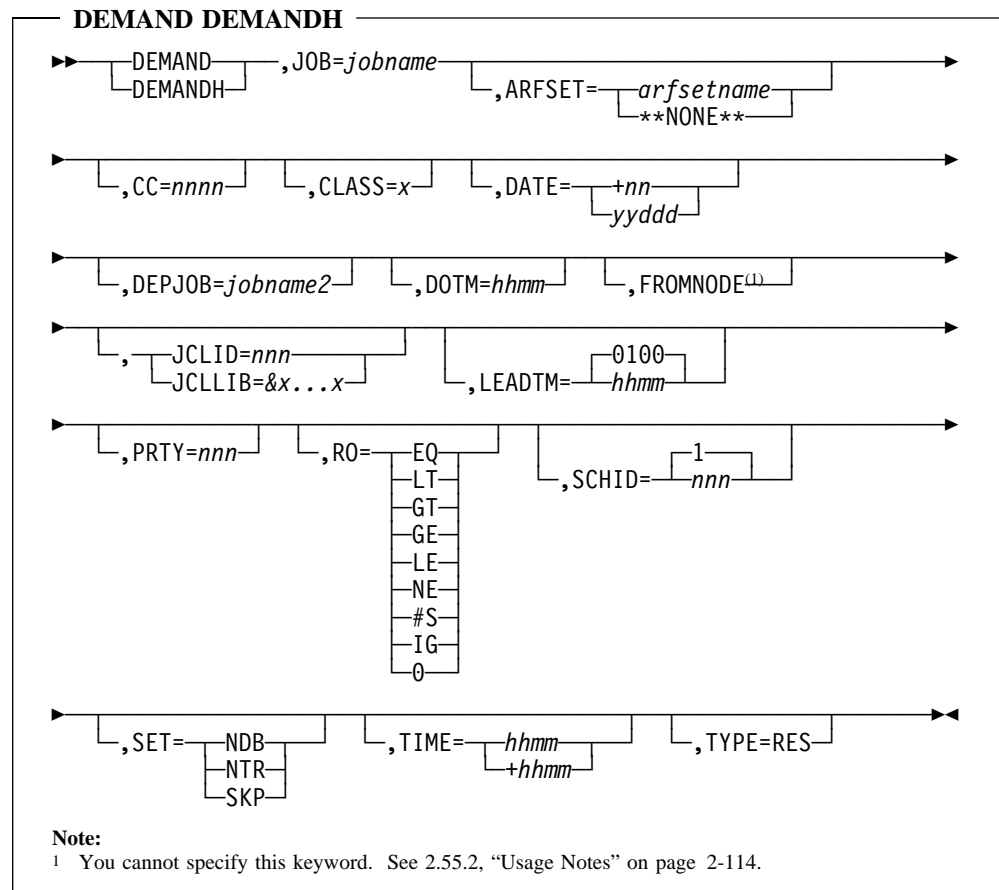 DEMAND DEMANDH
DEMAND ,JOB=jobname
DEMANDH ,ARFSET= arfsetname
**NONE**
,CC=nnnn ,CLASS=x ,DATE= +nn
yyddd
,DEPJOB=jobname2 ,DOTM=hhmm ,FROMNODE(1)
, JCLID=nnn 0100
JCLLIB=&x...x ,LEADTM= hhmm
,PRTY=nnn ,RO= EQ 1
LT ,SCHID= nnn
GT
GE
LE
NE
#S
IG
0
,SET= NDB ,TIME= hhmm ,TYPE=RES
NTR +hhmm
SKP
Note:
1 You cannot specify this keyword. See 2.55.2, “Usage Notes” on page 2-114.